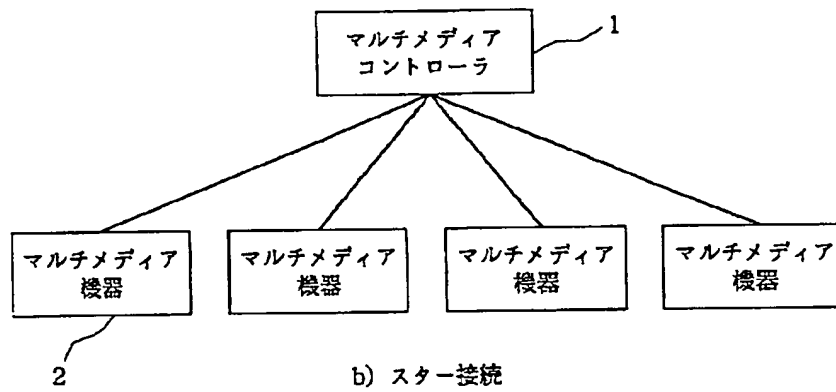 マルチメディア
コントローラ
1
マルチメディア
機器
マルチメディア
機器
マルチメディア
機器
マルチメディア
機器
2
b) スター接続